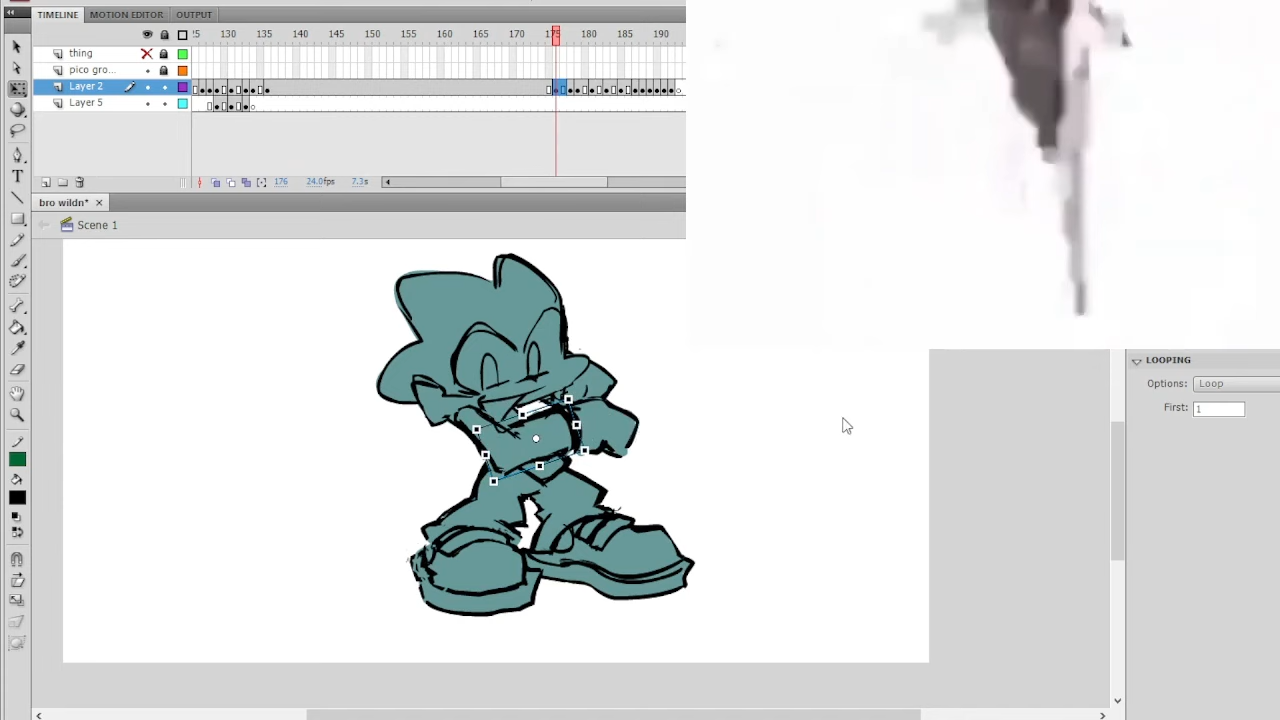 TIMELINE MOTION EDITOR OUTPUT
130 135 140 145 150 155 160 165 170 175 180 185 190
thing
pico gro...
Layer 2
Layer 5
176 24.0fps 7.3s
bro wildn*
Scene 1
LOOPING
Options: Loop
First: 1